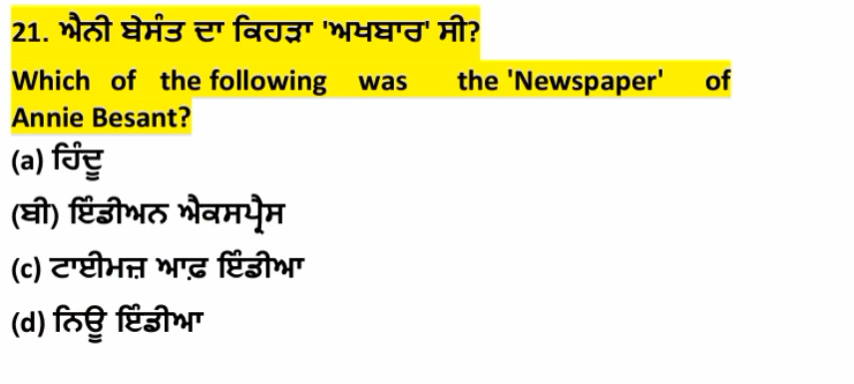 21. ਐਨੀ ਬੇਸੰਤ ਦਾ ਕਿਹੜਾ 'ਅਖਬਾਰ' ਸੀ?
Which of the following was the 'Newspaper' of
Annie Besant?
(a) ਹਿੰਦੂ
(ਬੀ) ਇੰਡੀਅਨ ਐਕਸਪ੍ਰੈਸ
(c) ਟਾਈਮਜ਼ ਆਫ਼ ਇੰਡੀਆ
(d) ਨਿਊ ਇੰਡੀਆ